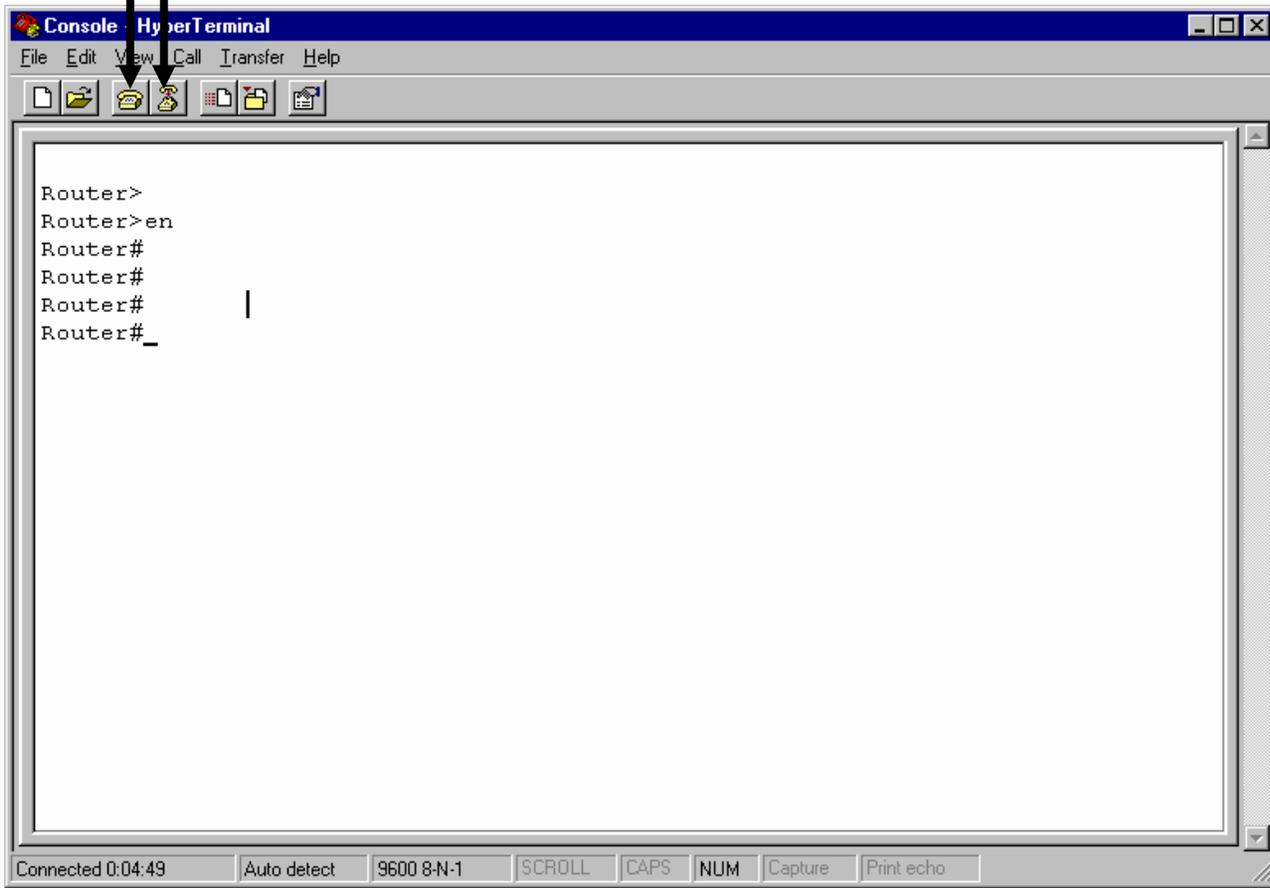 Console - HyperTerminal
File Edit View Call Transfer Help
Router>
Router>en
Router#
Router#
Router#
Router#_
Connected 0:04:49 Auto detect 9600 8-N-1 SCROLL CAPS NUM Capture Print echo